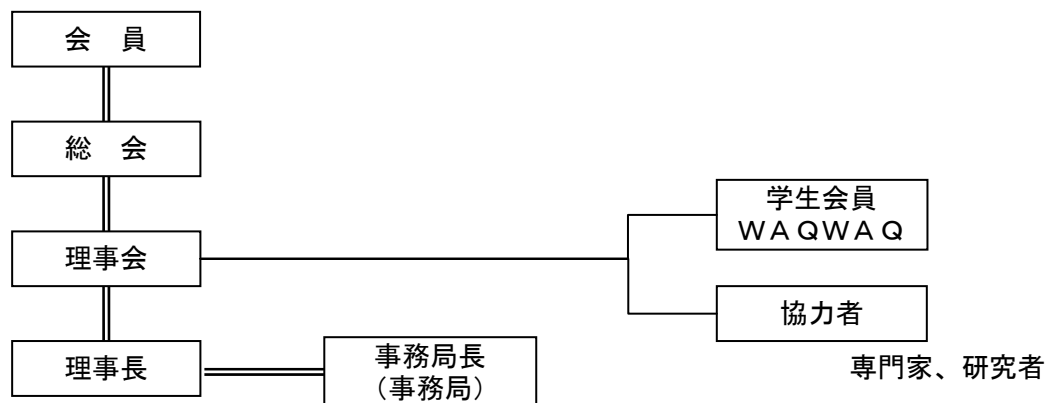 会　員
総　会
理事会
理事長
事務局長
（事務局）
学生会員
ＷＡＱＷＡＱ
協力者
専門家、研究者